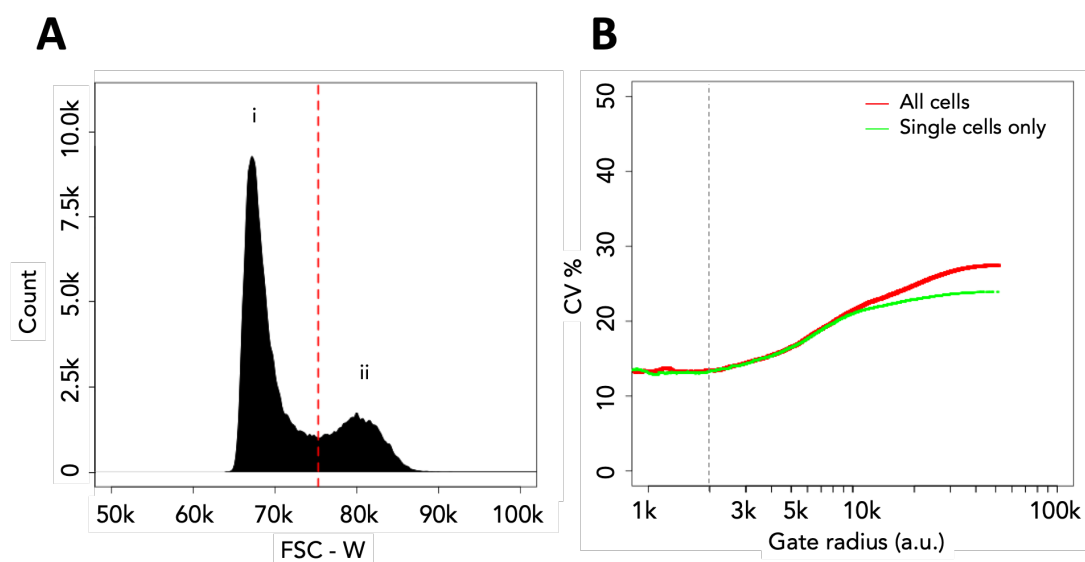 A
B
i
ii
Count
10.0k
7.5k
5.0k
2.5k
0
50k 60k 70k 80k 90k 100k
FSC - W
All cells
Single cells only
CV %
50
40
30
20
10
0
1k 3k 5k 10k 100k
Gate radius (a.u.)